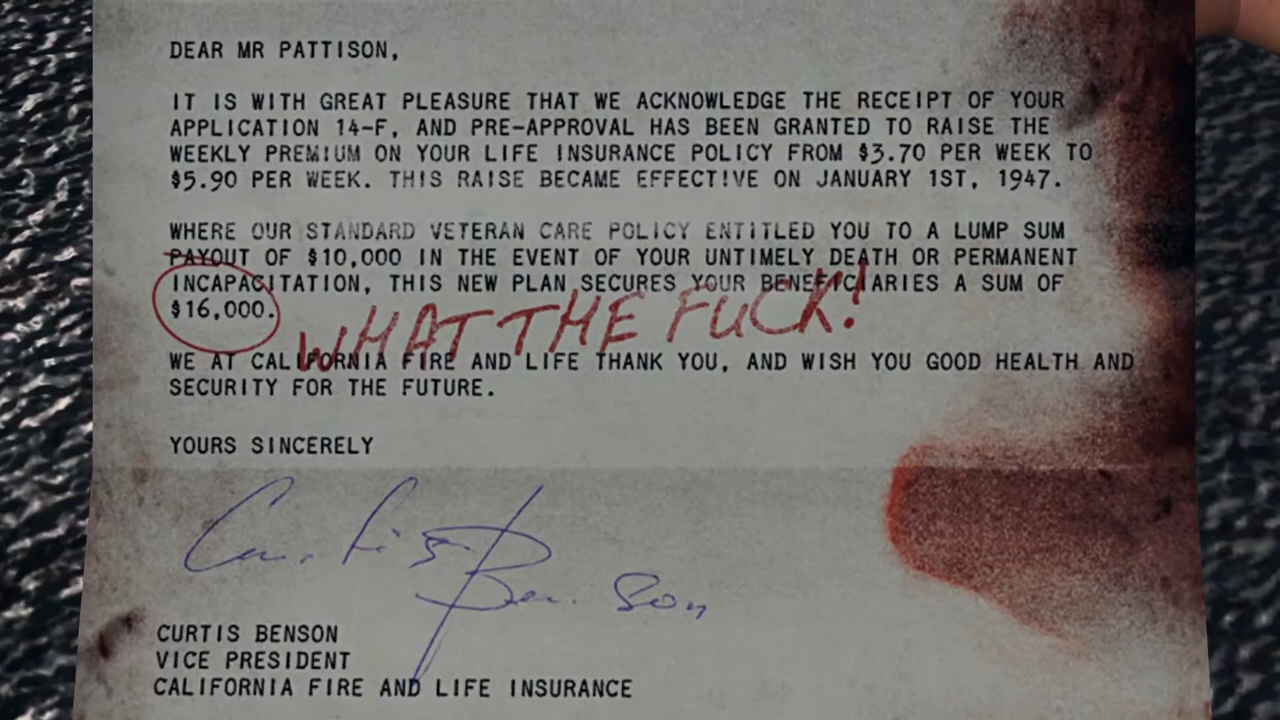 DEAR MR PATTISON,
IT IS WITH GREAT PLEASURE THAT WE ACKNOWLEDGE THE RECEIPT OF YOUR
APPLICATION 14-F, AND PRE-APPROVAL HAS BEEN GRANTED TO RAISE THE
WEEKLY PREMIUM ON YOUR LIFE INSURANCE POLICY FROM $3.70 PER WEEK TO
$5.90 PER WEEK. THIS RAISE BECAME EFFECTIVE ON JANUARY 1ST, 1947.
WHERE OUR STANDARD VETERAN CARE POLICY ENTITLED YOU TO A LUMP SUM
PAYOUT OF $10,000 IN THE EVENT OF YOUR UNTIMELY DEATH OR PERMANENT
INCAPACITATION, THIS NEW PLAN SECURES YOUR BENEFICIARIES A SUM OF
$16,000.
WHAT THE FUCK!
WE AT CALIFORNIA FIRE AND LIFE THANK YOU, AND WISH YOU GOOD HEALTH AND
SECURITY FOR THE FUTURE.
YOURS SINCERELY
Curtis Benson
CURTIS BENSON
VICE PRESIDENT
CALIFORNIA FIRE AND LIFE INSURANCE